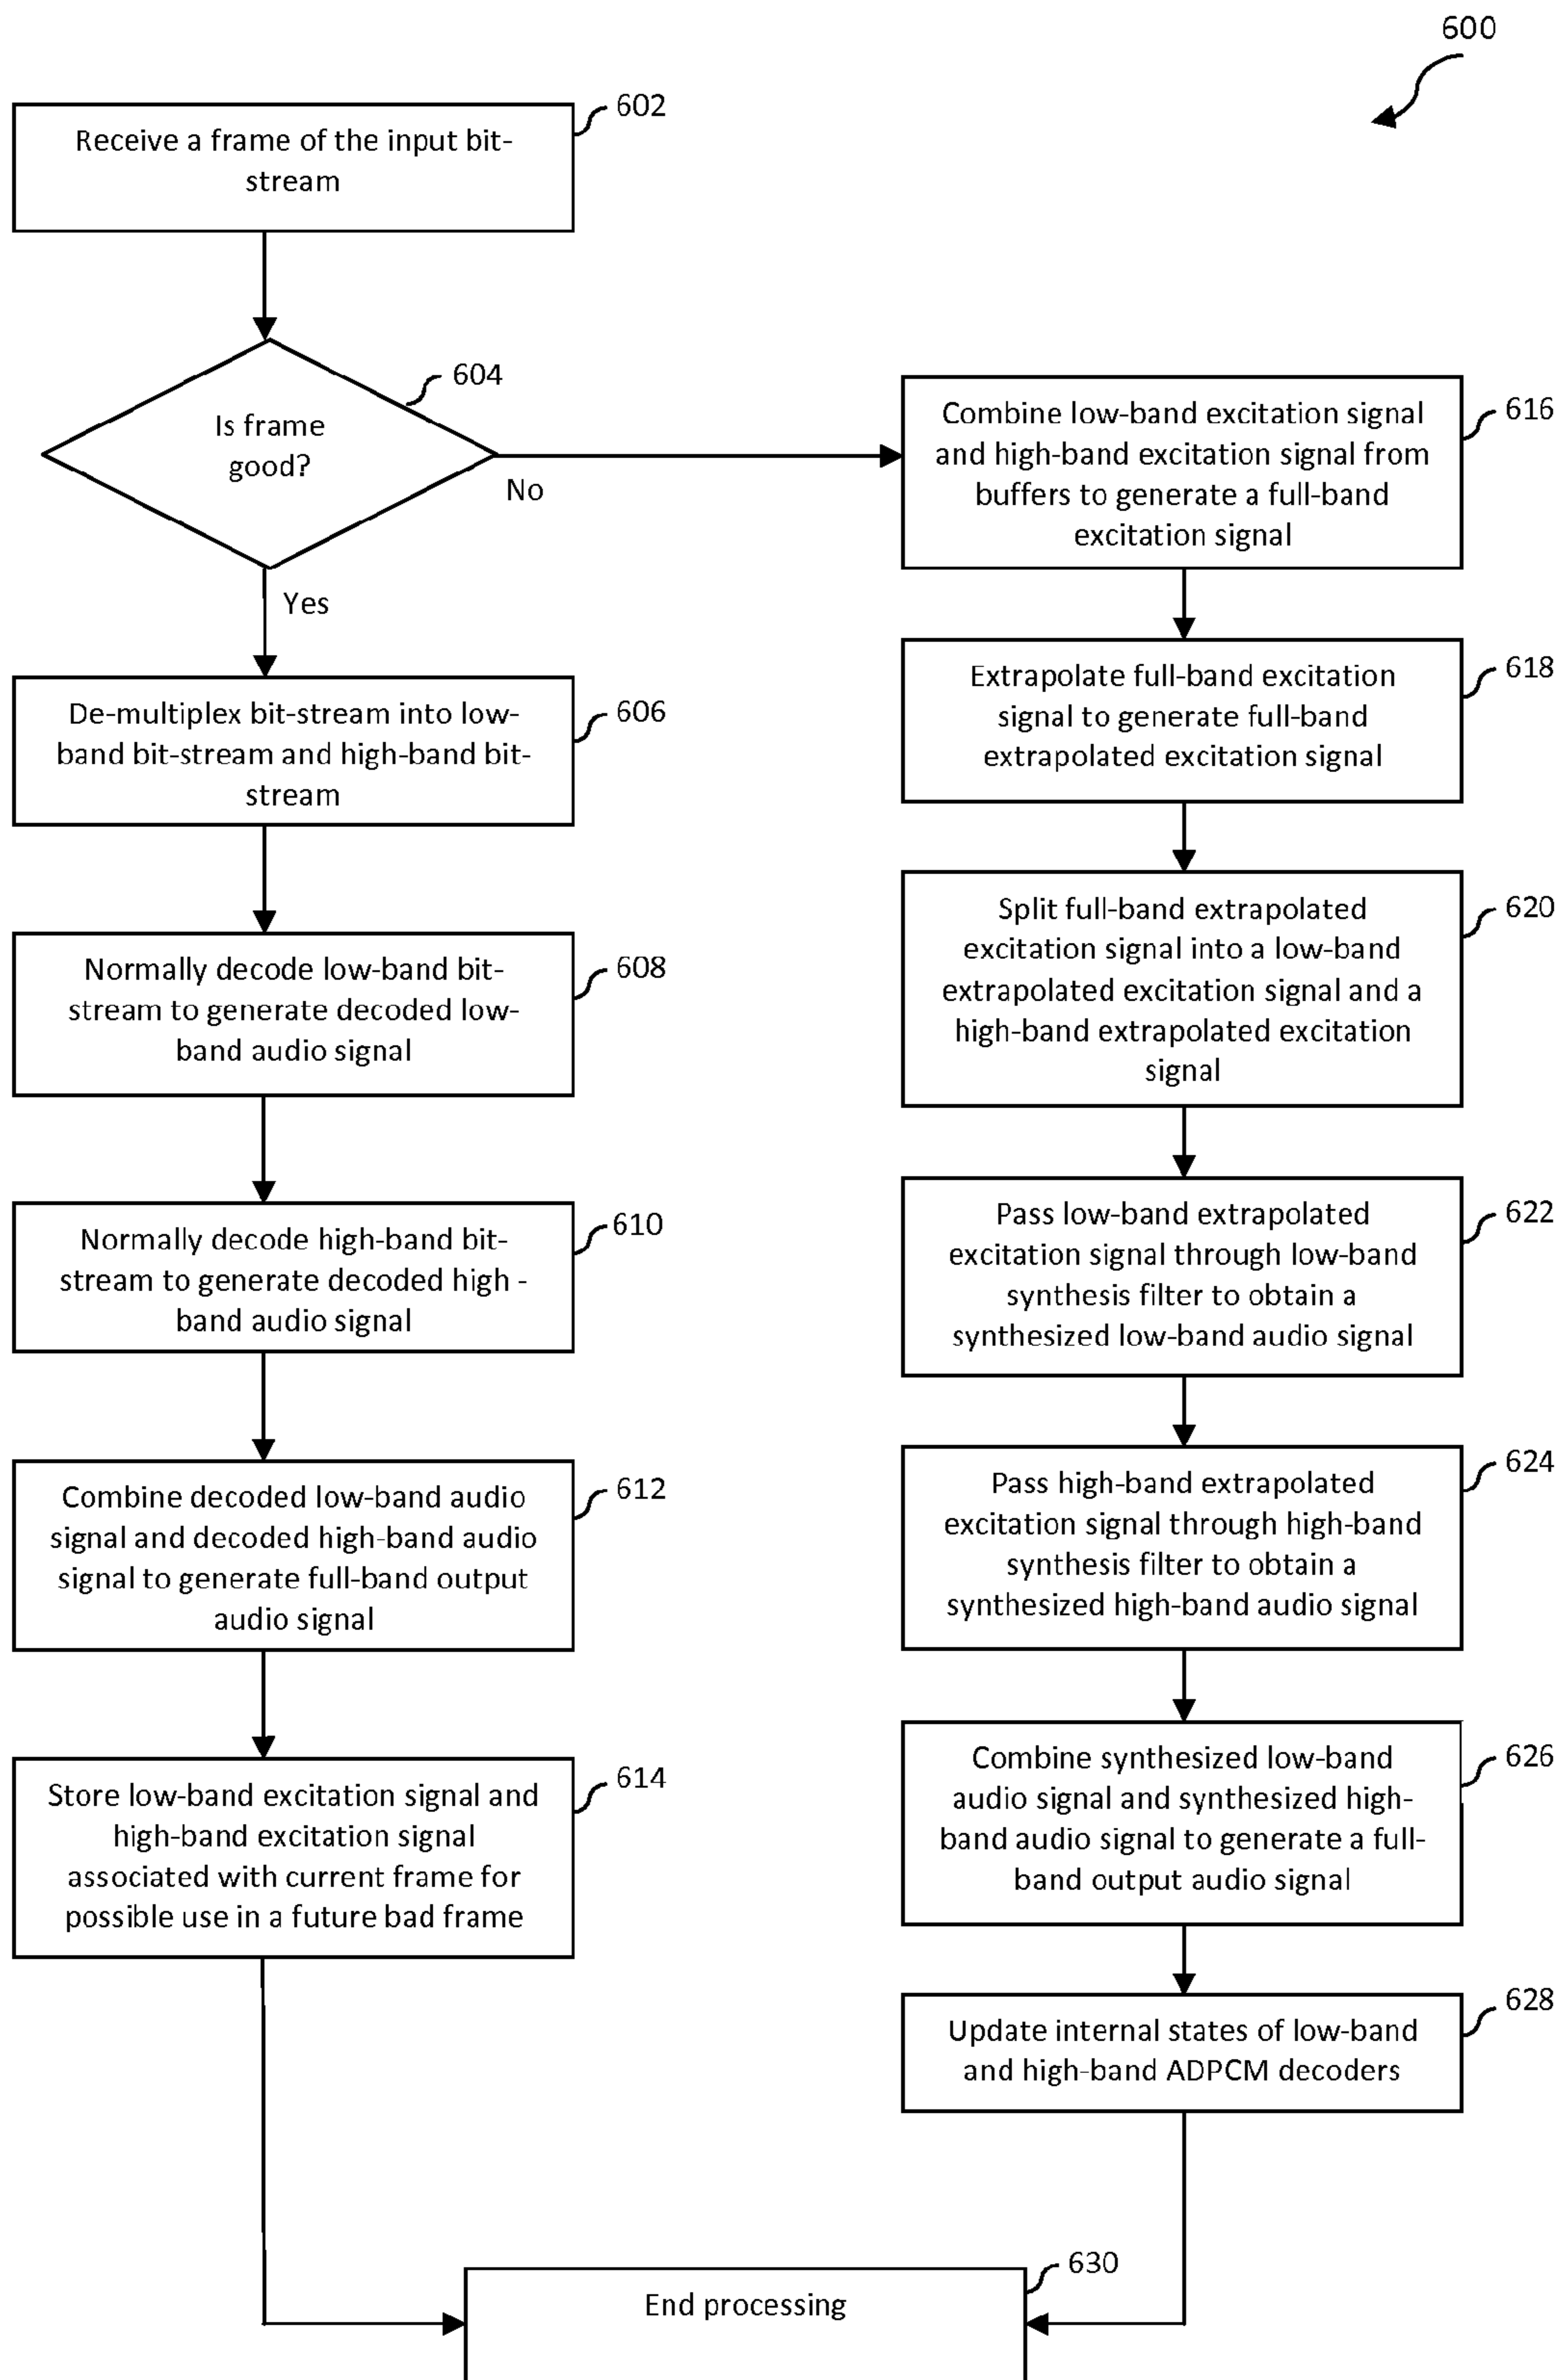 600
602
Receive a frame of the input bit-
stream
604
Is frame
good?
No
Yes
606
De-multiplex bit-stream into low-
band bit-stream and high-band bit-
stream
608
Normally decode low-band bit-
stream to generate decoded low-
band audio signal
610
Normally decode high-band bit-
stream to generate decoded high -
band audio signal
612
Combine decoded low-band audio
signal and decoded high-band audio
signal to generate full-band output
audio signal
614
Store low-band excitation signal and
high-band excitation signal
associated with current frame for
possible use in a future bad frame
616
Combine low-band excitation signal
and high-band excitation signal from
buffers to generate a full-band
excitation signal
618
Extrapolate full-band excitation
signal to generate full-band
extrapolated excitation signal
620
Split full-band extrapolated
excitation signal into a low-band
extrapolated excitation signal and a
high-band extrapolated excitation
signal
622
Pass low-band extrapolated
excitation signal through low-band
synthesis filter to obtain a
synthesized low-band audio signal
624
Pass high-band extrapolated
excitation signal through high-band
synthesis filter to obtain a
synthesized high-band audio signal
626
Combine synthesized low-band
audio signal and synthesized high-
band audio signal to generate a full-
band output audio signal
628
Update internal states of low-band
and high-band ADPCM decoders
630
End processing